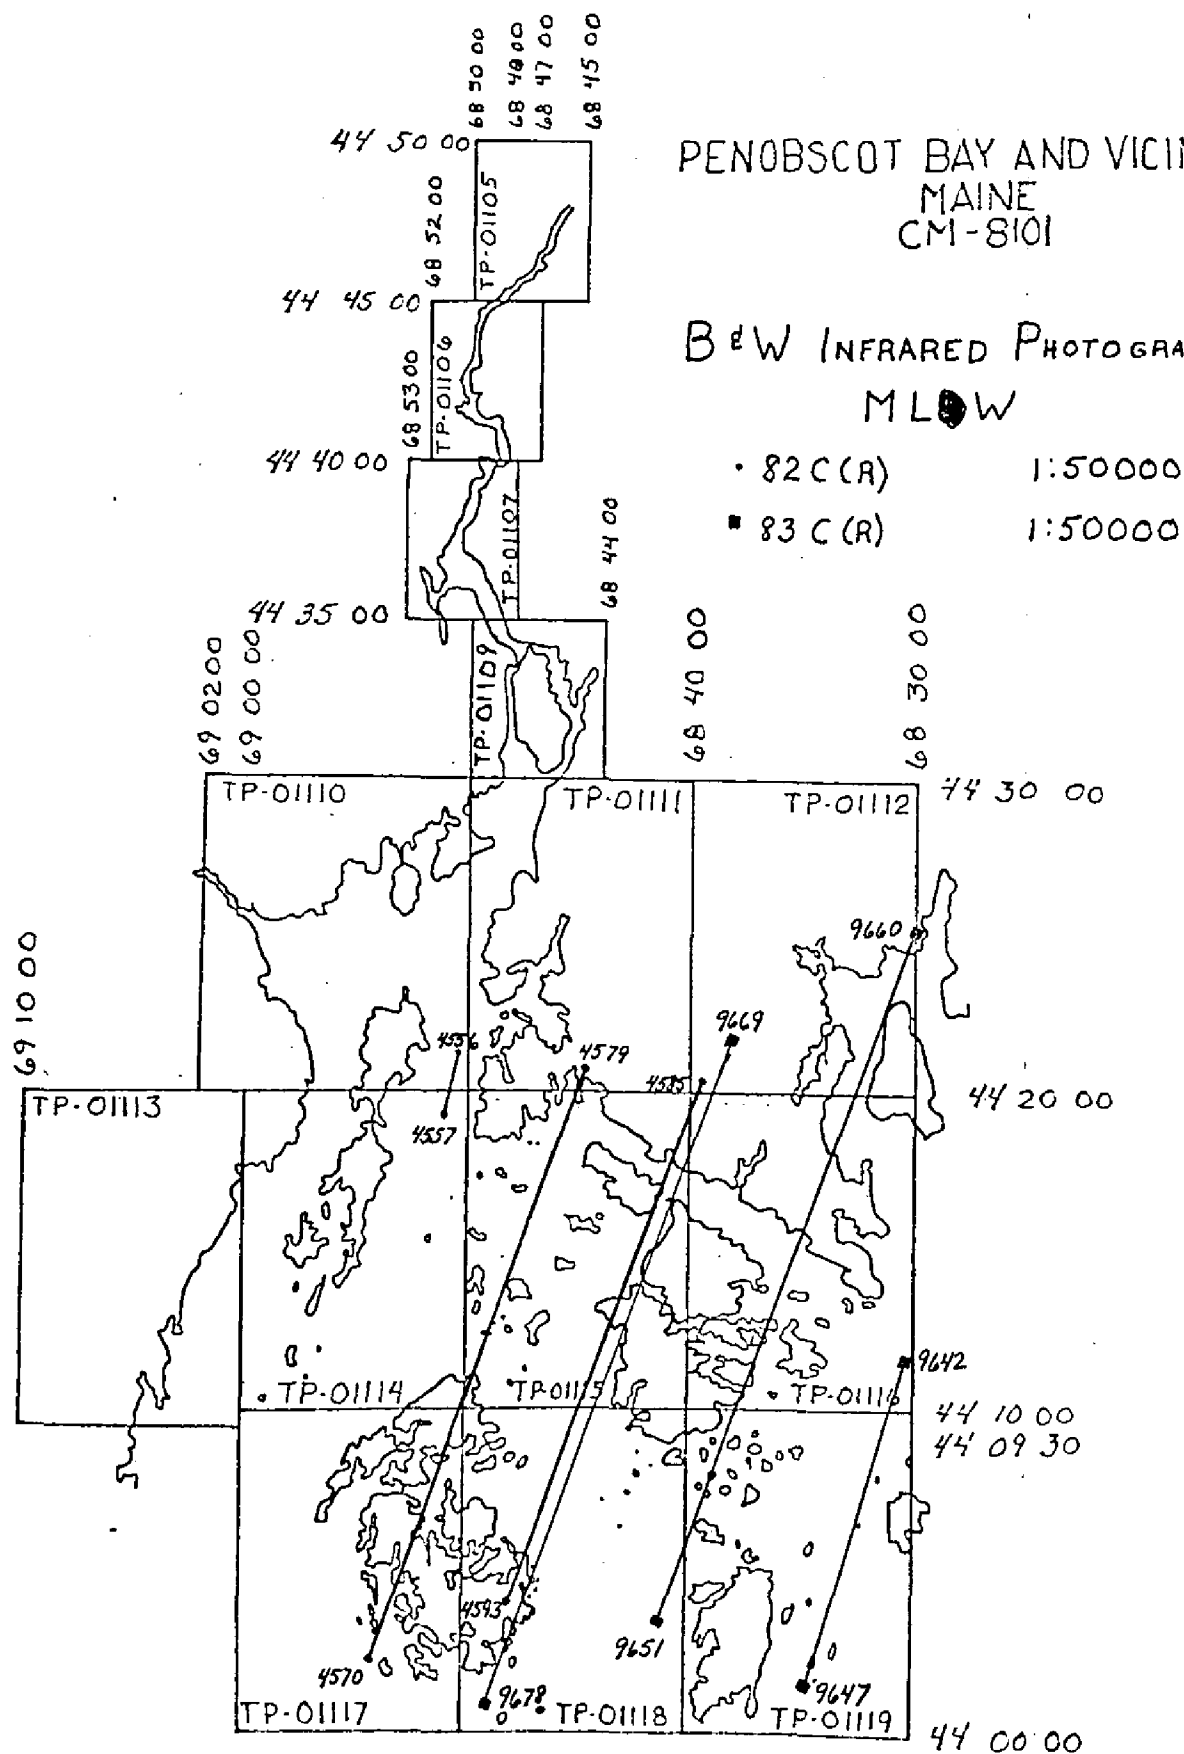 68 50 00
68 48 00
68 47 00
68 45 00
44 50 00
PENOBSCOT BAY AND
MAINE
CM-8101
68 52 00
TP-01105
44 45 00
B & W INFRARED
ML W
68 53 00
TP-01106
44 40 00
• 82 C (R) 1:50000
■ 83 C (R) 1:50000
TP-01107
68 44 00
44 35 00
69 02 00
69 00 00
TP-01109
68 40 00
68 30 00
TP-01110
TP-01111
TP-01112
44 30 00
9660
69 10 00
4556
4579
9669
4585
TP-01113
4557
44 20 00
9642
TP-01114
TP-01115
TP-01116
44 10 00
44 09 30
4593
9651
4570
9678
9647
TP-01117
TP-01118
TP-01119
44 00 00